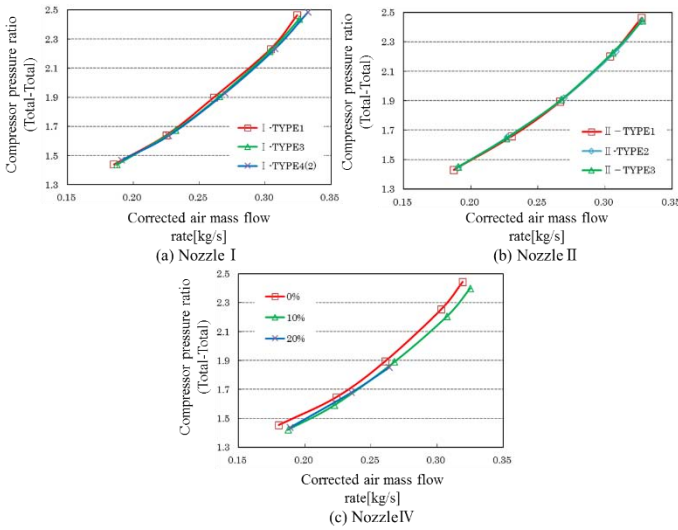 Compressor pressure ratio
(Total-Total)
2.5
2.3
2.1
1.9
1.7
1.5
1.3
Ⅰ-TYPE1
Ⅰ-TYPE3
Ⅰ-TYPE4(2)
0.15
0.20
0.25
0.30
0.35
Corrected air mass flow
rate[kg/s]
(a) Nozzle Ⅰ
Compressor pressure ratio
(Total-Total)
2.5
2.3
2.1
1.9
1.7
1.5
1.3
Ⅱ-TYPE1
Ⅱ-TYPE2
Ⅱ-TYPE3
0.15
0.20
0.25
0.30
0.35
Corrected air mass flow
rate[kg/s]
(b) Nozzle Ⅱ
Compressor pressure ratio
(Total-Total)
2.5
2.3
2.1
1.9
1.7
1.5
1.3
0%
10%
20%
0.15
0.20
0.25
0.30
0.35
Corrected air mass flow
rate[kg/s]
(c) NozzleⅣ